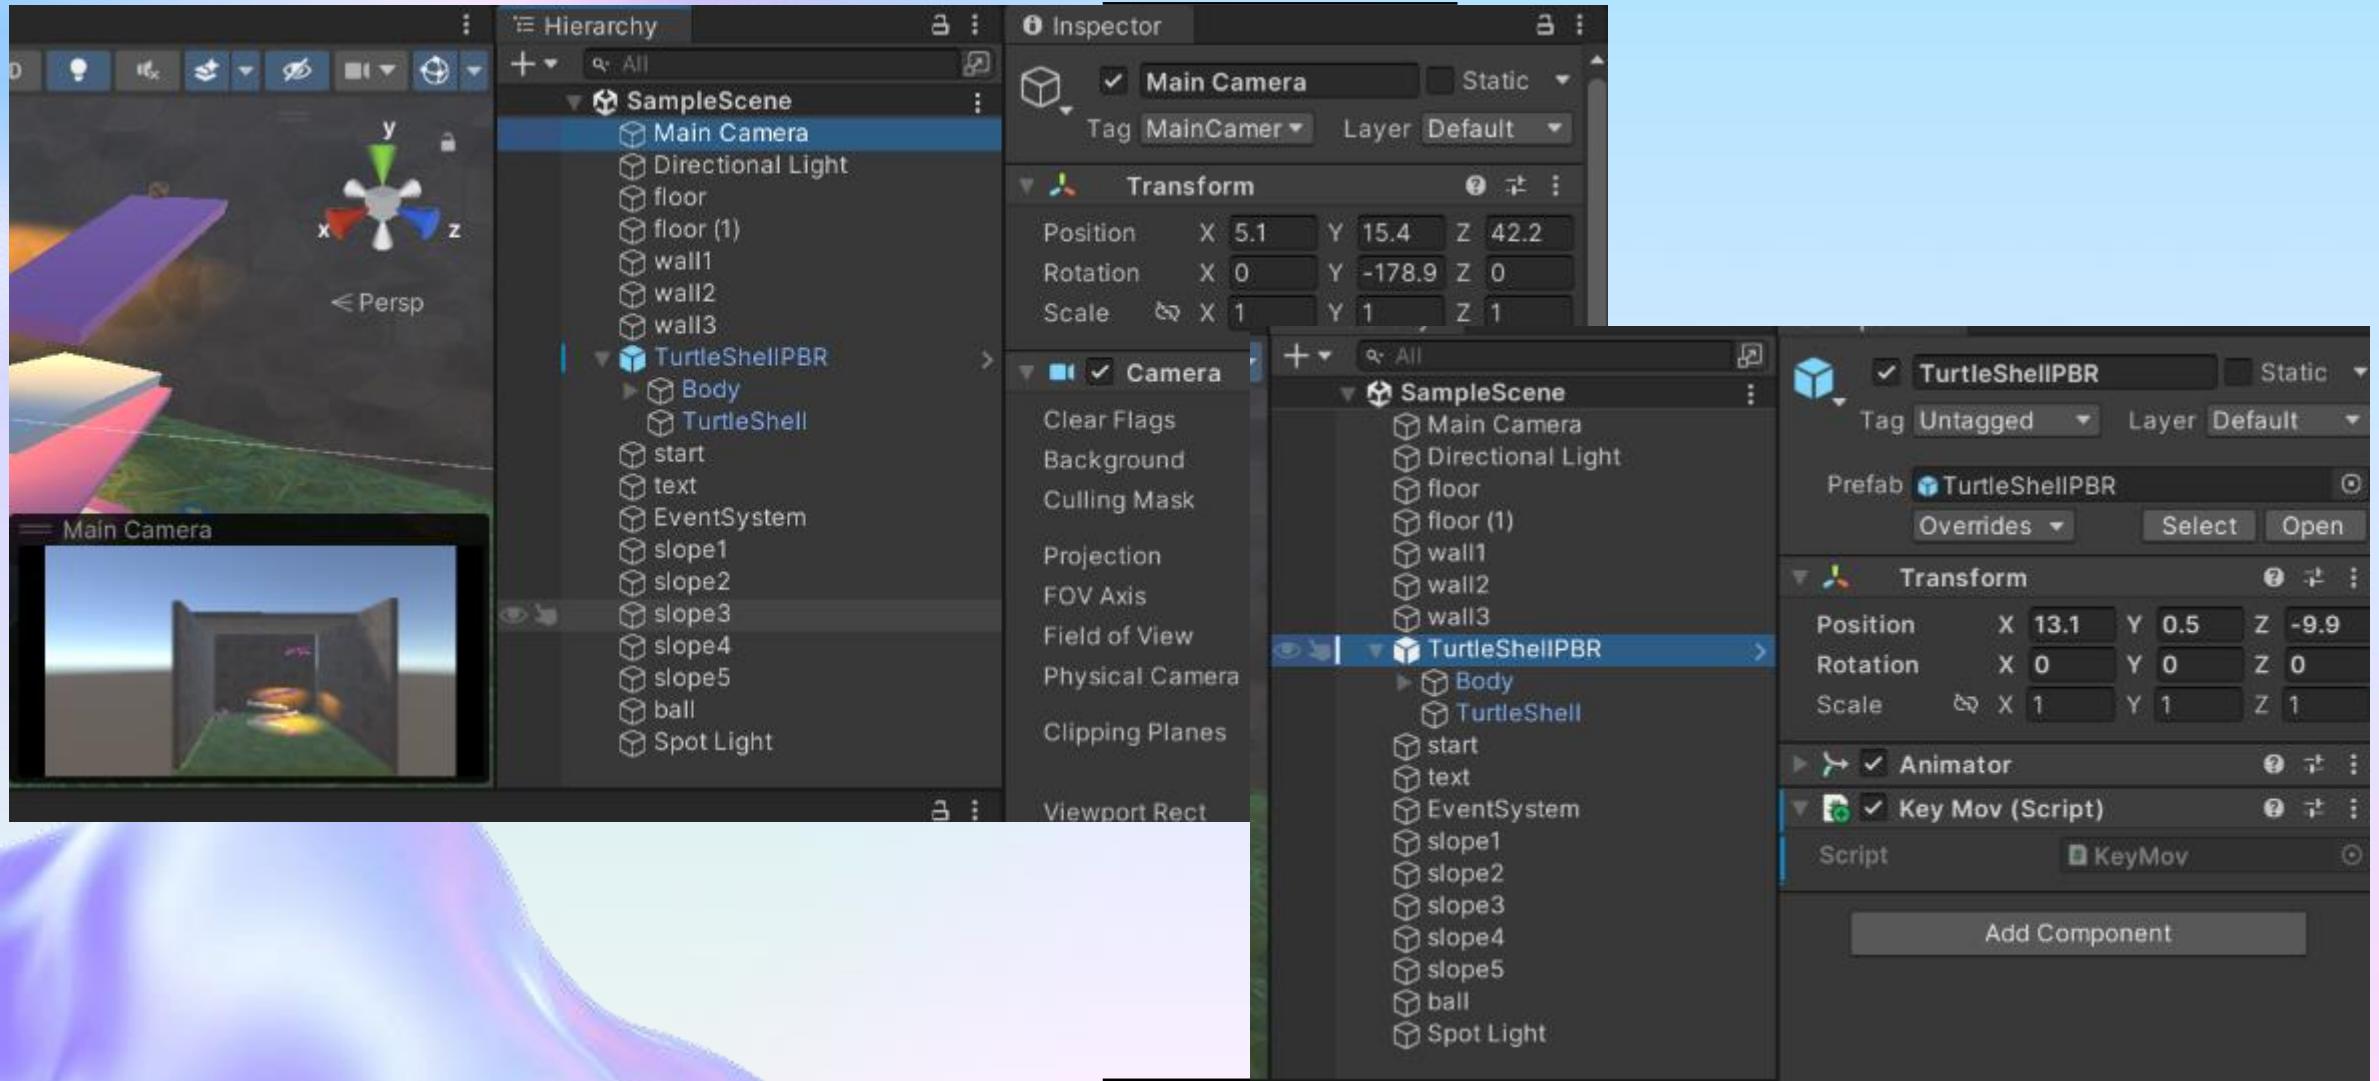 Hierarchy
All
SampleScene
Main Camera
Directional Light
floor
floor (1)
wall1
wall2
wall3
TurtleShellPBR
Body
TurtleShell
start
text
EventSystem
slope1
slope2
slope3
slope4
slope5
ball
Spot Light
y
x
z
Persp
Main Camera
Inspector
Main Camera Static
Tag MainCamer Layer Default
Transform
Position X 5.1 Y 15.4 Z 42.2
Rotation X 0 Y -178.9 Z 0
Scale X 1 Y 1 Z 1
Camera
Clear Flags
Background
Culling Mask
Projection
FOV Axis
Field of View
Physical Camera
Clipping Planes
Viewport Rect
All
SampleScene
Main Camera
Directional Light
floor
floor (1)
wall1
wall2
wall3
TurtleShellPBR
Body
TurtleShell
start
text
EventSystem
slope1
slope2
slope3
slope4
slope5
ball
Spot Light
TurtleShellPBR Static
Tag Untagged Layer Default
Prefab TurtleShellPBR
Overrides Select Open
Transform
Position X 13.1 Y 0.5 Z -9.9
Rotation X 0 Y 0 Z 0
Scale X 1 Y 1 Z 1
Animator
Key Mov (Script)
Script KeyMov
Add Component